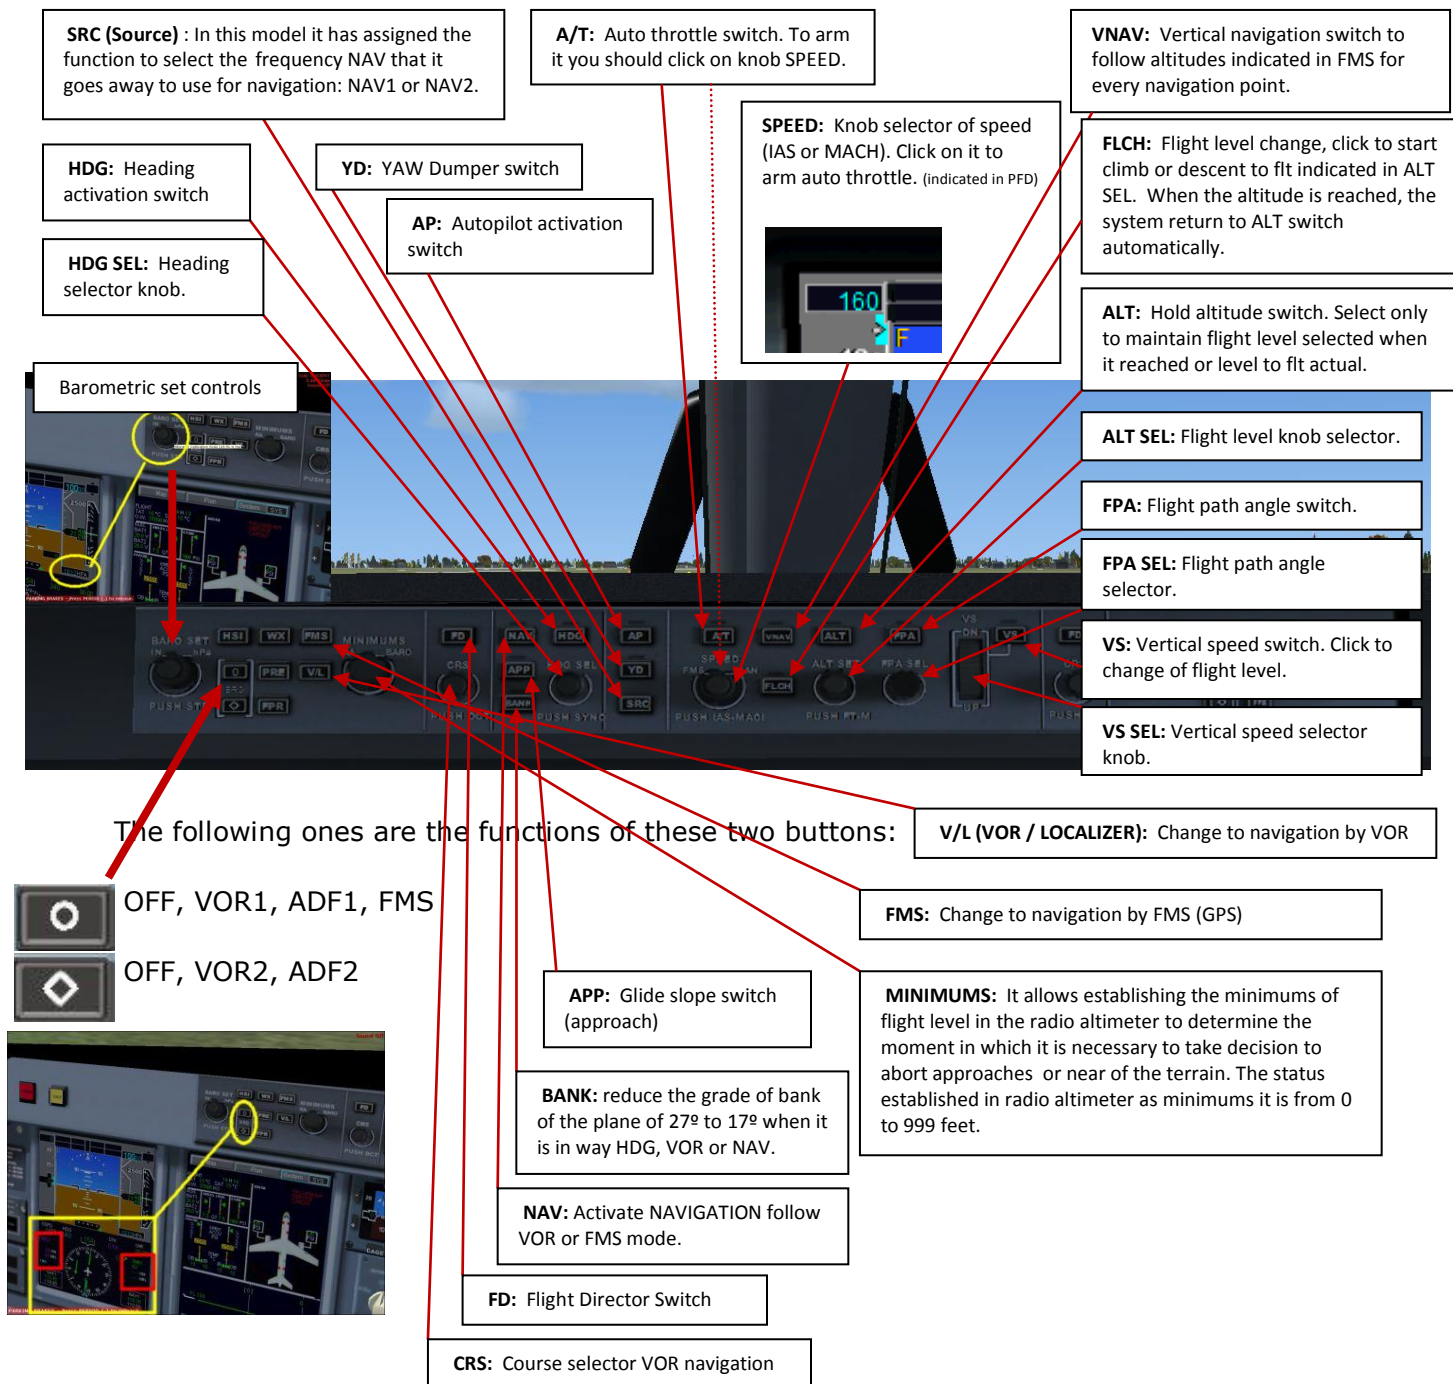 SRC (Source) : In this model it has assigned the
function to select the frequency NAV that it
goes away to use for navigation: NAV1 or NAV2.
A/T: Auto throttle switch. To arm
it you should click on knob SPEED.
VNAV: Vertical navigation switch to
follow altitudes indicated in FMS for
every navigation point.
SPEED: Knob selector of speed
(IAS or MACH). Click on it to
arm auto throttle. (indicated in PFD)
160
F
FLCH: Flight level change, click to start
climb or descent to flt indicated in ALT
SEL. When the altitude is reached, the
system return to ALT switch
automatically.
HDG: Heading
activation switch
YD: YAW Dumper switch
AP: Autopilot activation
switch
HDG SEL: Heading
selector knob.
ALT: Hold altitude switch. Select only
to maintain flight level selected when
it reached or level to flt actual.
Barometric set controls
ALT SEL: Flight level knob selector.
FPA: Flight path angle switch.
FPA SEL: Flight path angle
selector.
VS: Vertical speed switch. Click to
change of flight level.
VS SEL: Vertical speed selector
knob.
BARO SET
IN
hPa
HSI
WX
FMS
MINIMUMS
BARO
PRE
V/L
FPR
FD
CRS
NAV
HDG
APP
BANK
PUSH SYNC
AP
YD
SRC
A/T
SPEED
FMS
MAN
VNAV
FLCH
ALT
ALT SEL
PUSH FT-M
FPA
FPA SEL
VS
DN
UP
VS
FD
The following ones are the functions of these two buttons:
V/L (VOR / LOCALIZER): Change to navigation by VOR
OFF, VOR1, ADF1, FMS
FMS: Change to navigation by FMS (GPS)
OFF, VOR2, ADF2
APP: Glide slope switch
(approach)
MINIMUMS: It allows establishing the minimums of
flight level in the radio altimeter to determine the
moment in which it is necessary to take decision to
abort approaches or near of the terrain. The status
established in radio altimeter as minimums it is from 0
to 999 feet.
BANK: reduce the grade of bank
of the plane of 27º to 17º when it
is in way HDG, VOR or NAV.
NAV: Activate NAVIGATION follow
VOR or FMS mode.
FD: Flight Director Switch
CRS: Course selector VOR navigation